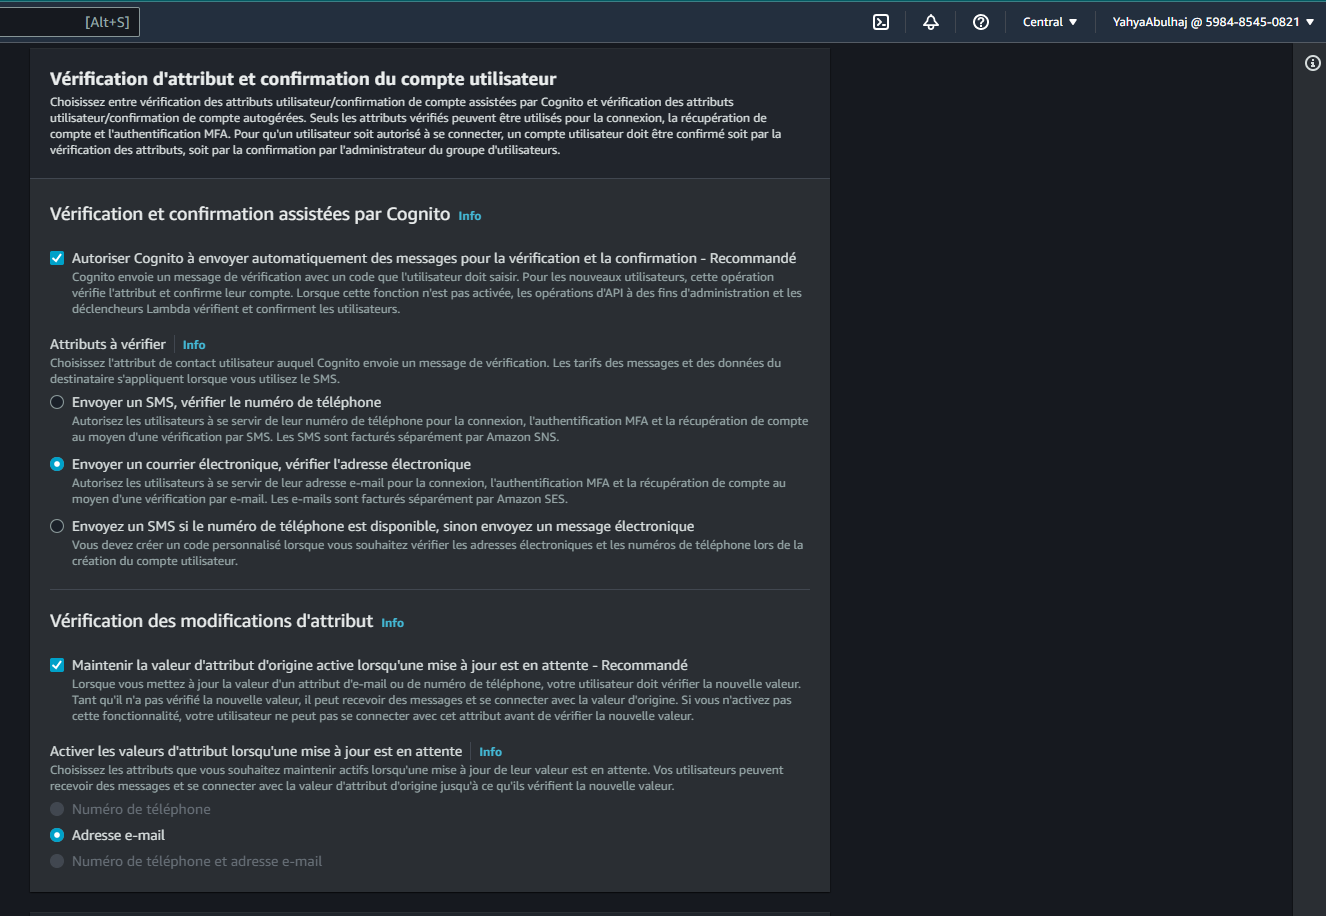 [Alt+S]
Central ▼
YahyaAbulhaj @ 5984-8545-0821 ▼
Vérification d'attribut et confirmation du compte utilisateur
Choisissez entre vérification des attributs utilisateur/confirmation de compte assistées par Cognito et vérification des attributs
utilisateur/confirmation de compte autogérées. Seuls les attributs vérifiés peuvent être utilisés pour la connexion, la récupération de
compte et l'authentification MFA. Pour qu'un utilisateur soit autorisé à se connecter, un compte utilisateur doit être confirmé soit par la
vérification des attributs, soit par la confirmation par l'administrateur du groupe d'utilisateurs.
Vérification et confirmation assistées par Cognito Info
Autoriser Cognito à envoyer automatiquement des messages pour la vérification et la confirmation - Recommandé
Cognito envoie un message de vérification avec un code que l'utilisateur doit saisir. Pour les nouveaux utilisateurs, cette opération
vérifie l'attribut et confirme leur compte. Lorsque cette fonction n'est pas activée, les opérations d'API à des fins d'administration et les
déclencheurs Lambda vérifient et confirment les utilisateurs.
Attributs à vérifier Info
Choisissez l'attribut de contact utilisateur auquel Cognito envoie un message de vérification. Les tarifs des messages et des données du
destinataire s'appliquent lorsque vous utilisez le SMS.
Envoyer un SMS, vérifier le numéro de téléphone
Autorisez les utilisateurs à se servir de leur numéro de téléphone pour la connexion, l'authentification MFA et la récupération de compte
au moyen d'une vérification par SMS. Les SMS sont facturés séparément par Amazon SNS.
Envoyer un courrier électronique, vérifier l'adresse électronique
Autorisez les utilisateurs à se servir de leur adresse e-mail pour la connexion, l'authentification MFA et la récupération de compte au
moyen d'une vérification par e-mail. Les e-mails sont facturés séparément par Amazon SES.
Envoyez un SMS si le numéro de téléphone est disponible, sinon envoyez un message électronique
Vous devez créer un code personnalisé lorsque vous souhaitez vérifier les adresses électroniques et les numéros de téléphone lors de la
création du compte utilisateur.
Vérification des modifications d'attribut Info
Maintenir la valeur d'attribut d'origine active lorsqu'une mise à jour est en attente - Recommandé
Lorsque vous mettez à jour la valeur d'un attribut d'e-mail ou de numéro de téléphone, votre utilisateur doit vérifier la nouvelle valeur.
Tant qu'il n'a pas vérifié la nouvelle valeur, il peut recevoir des messages et se connecter avec la valeur d'origine. Si vous n'activez pas
cette fonctionnalité, votre utilisateur ne peut pas se connecter avec cet attribut avant de vérifier la nouvelle valeur.
Activer les valeurs d'attribut lorsqu'une mise à jour est en attente Info
Choisissez les attributs que vous souhaitez maintenir actifs lorsqu'une mise à jour de leur valeur est en attente. Vos utilisateurs peuvent
recevoir des messages et se connecter avec la valeur d'attribut d'origine jusqu'à ce qu'ils vérifient la nouvelle valeur.
Numéro de téléphone
Adresse e-mail
Numéro de téléphone et adresse e-mail